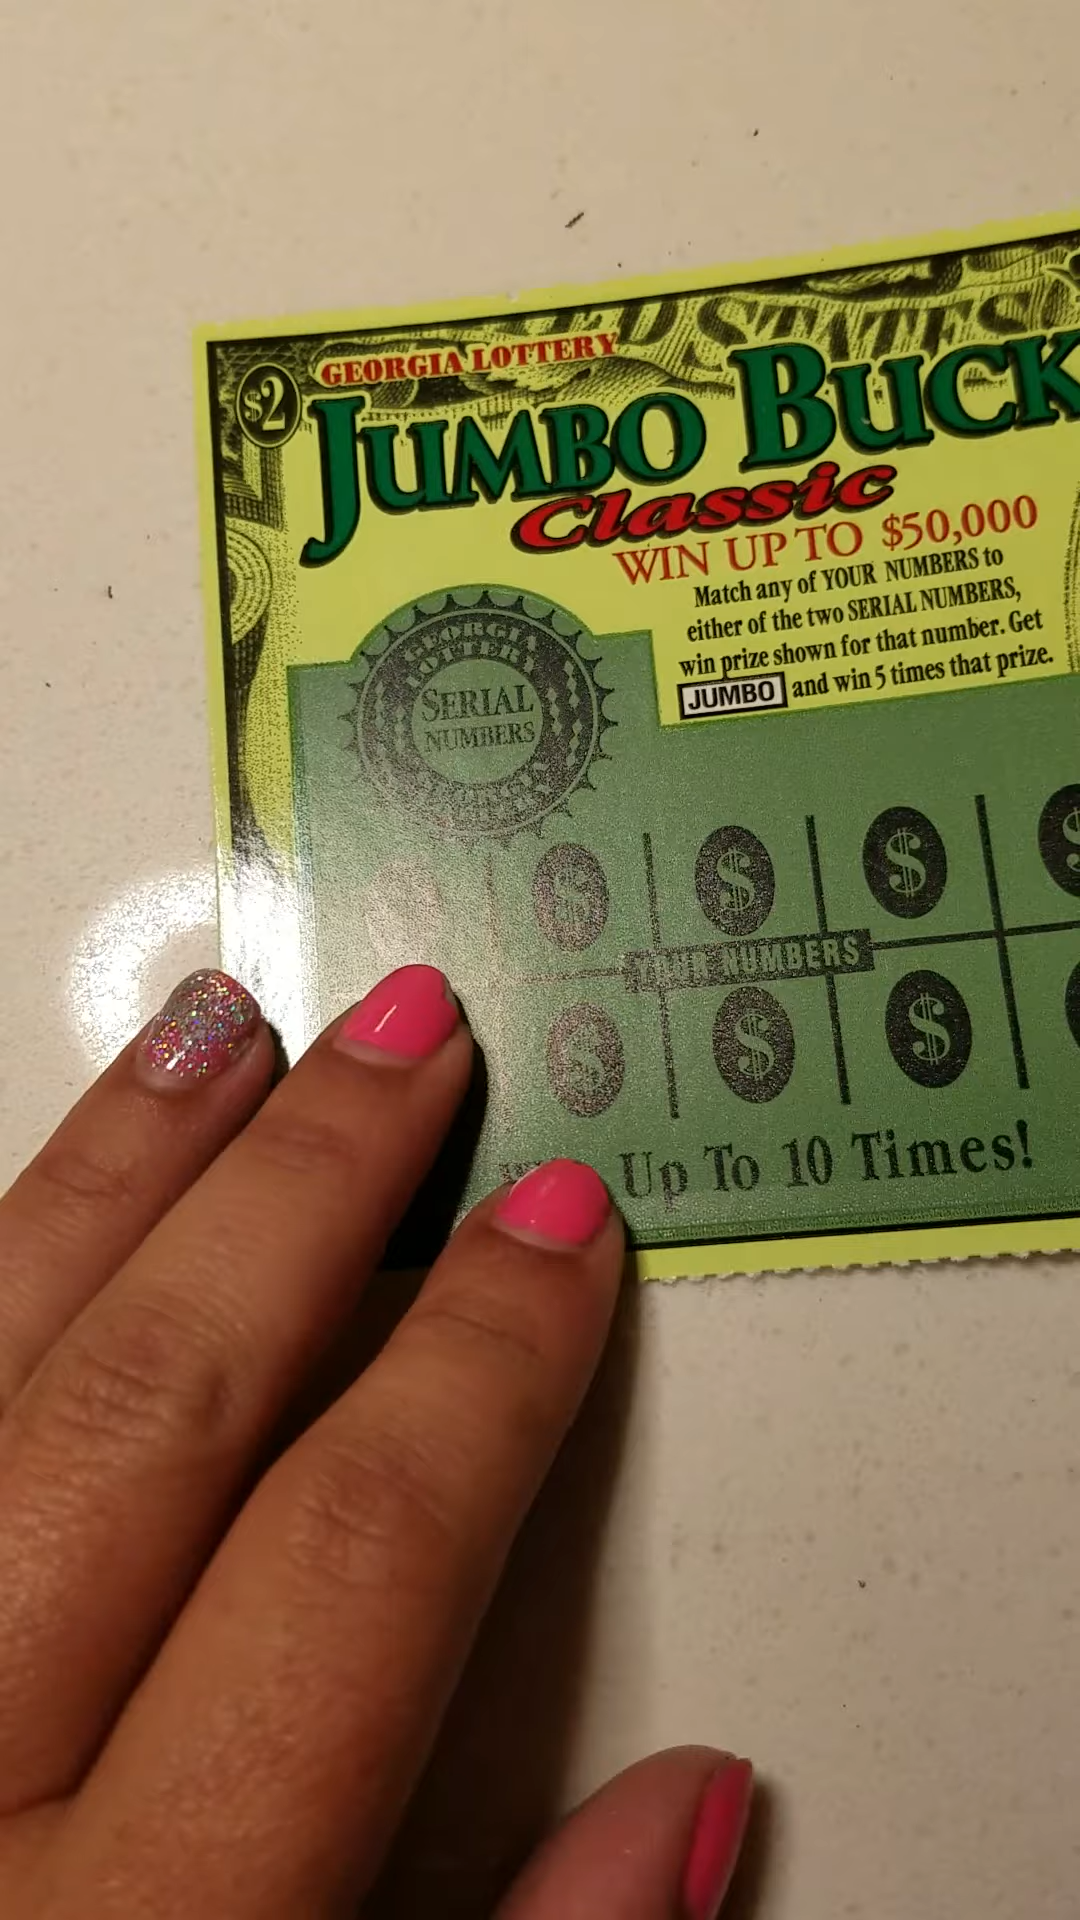 $2
GEORGIA LOTTERY
STATES
JUMBO BUCK
Classic
WIN UP TO $50,000
Match any of YOUR NUMBERS to
either of the two SERIAL NUMBERS,
win prize shown for that number. Get
JUMBO and win 5 times that prize.
GEORGIA
LOTTERY
SERIAL
NUMBERS
$ $ $ $
YOUR NUMBERS
$ $ $
Up To 10 Times!